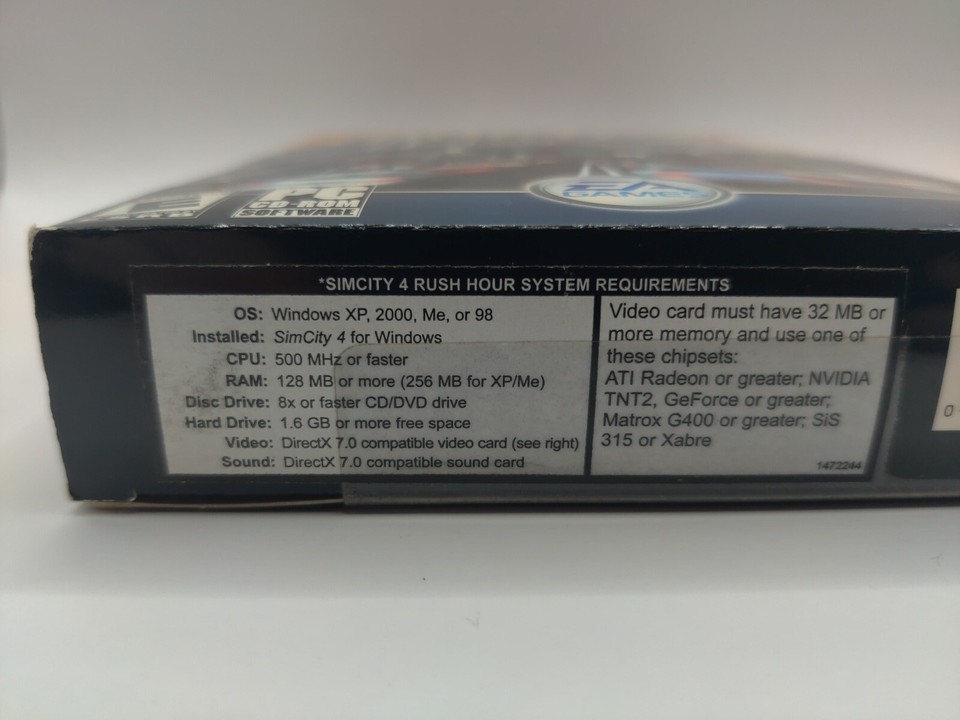 PC
CD-ROM
SOFTWARE
EA
GAMES
*SIMCITY 4 RUSH HOUR SYSTEM REQUIREMENTS
OS: Windows XP, 2000, Me, or 98
Installed: SimCity 4 for Windows
CPU: 500 MHz or faster
RAM: 128 MB or more (256 MB for XP/Me)
Disc Drive: 8x or faster CD/DVD drive
Hard Drive: 1.6 GB or more free space
Video: DirectX 7.0 compatible video card (see right)
Sound: DirectX 7.0 compatible sound card
Video card must have 32 MB or
more memory and use one of
these chipsets:
ATI Radeon or greater; NVIDIA
TNT2, GeForce or greater;
Matrox G400 or greater; SiS
315 or Xabre
1472244
0